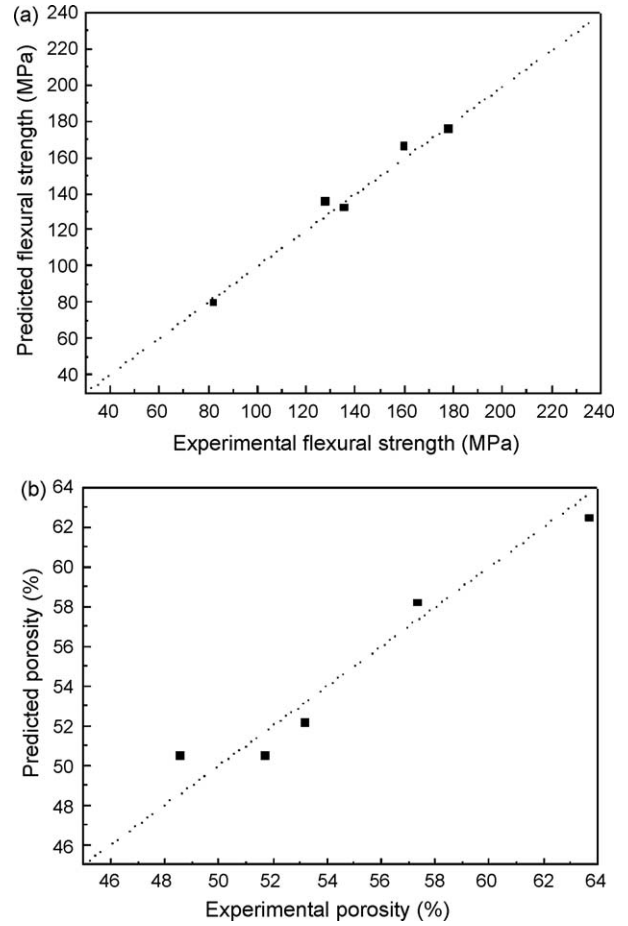 (a)
240
220
200
180
160
140
120
100
80
60
40
Predicted flexural strength (MPa)
40 60 80 100 120 140 160 180 200 220 240
Experimental flexural strength (MPa)
(b)
64
62
60
58
56
54
52
50
48
46
Predicted porosity (%)
46 48 50 52 54 56 58 60 62 64
Experimental porosity (%)